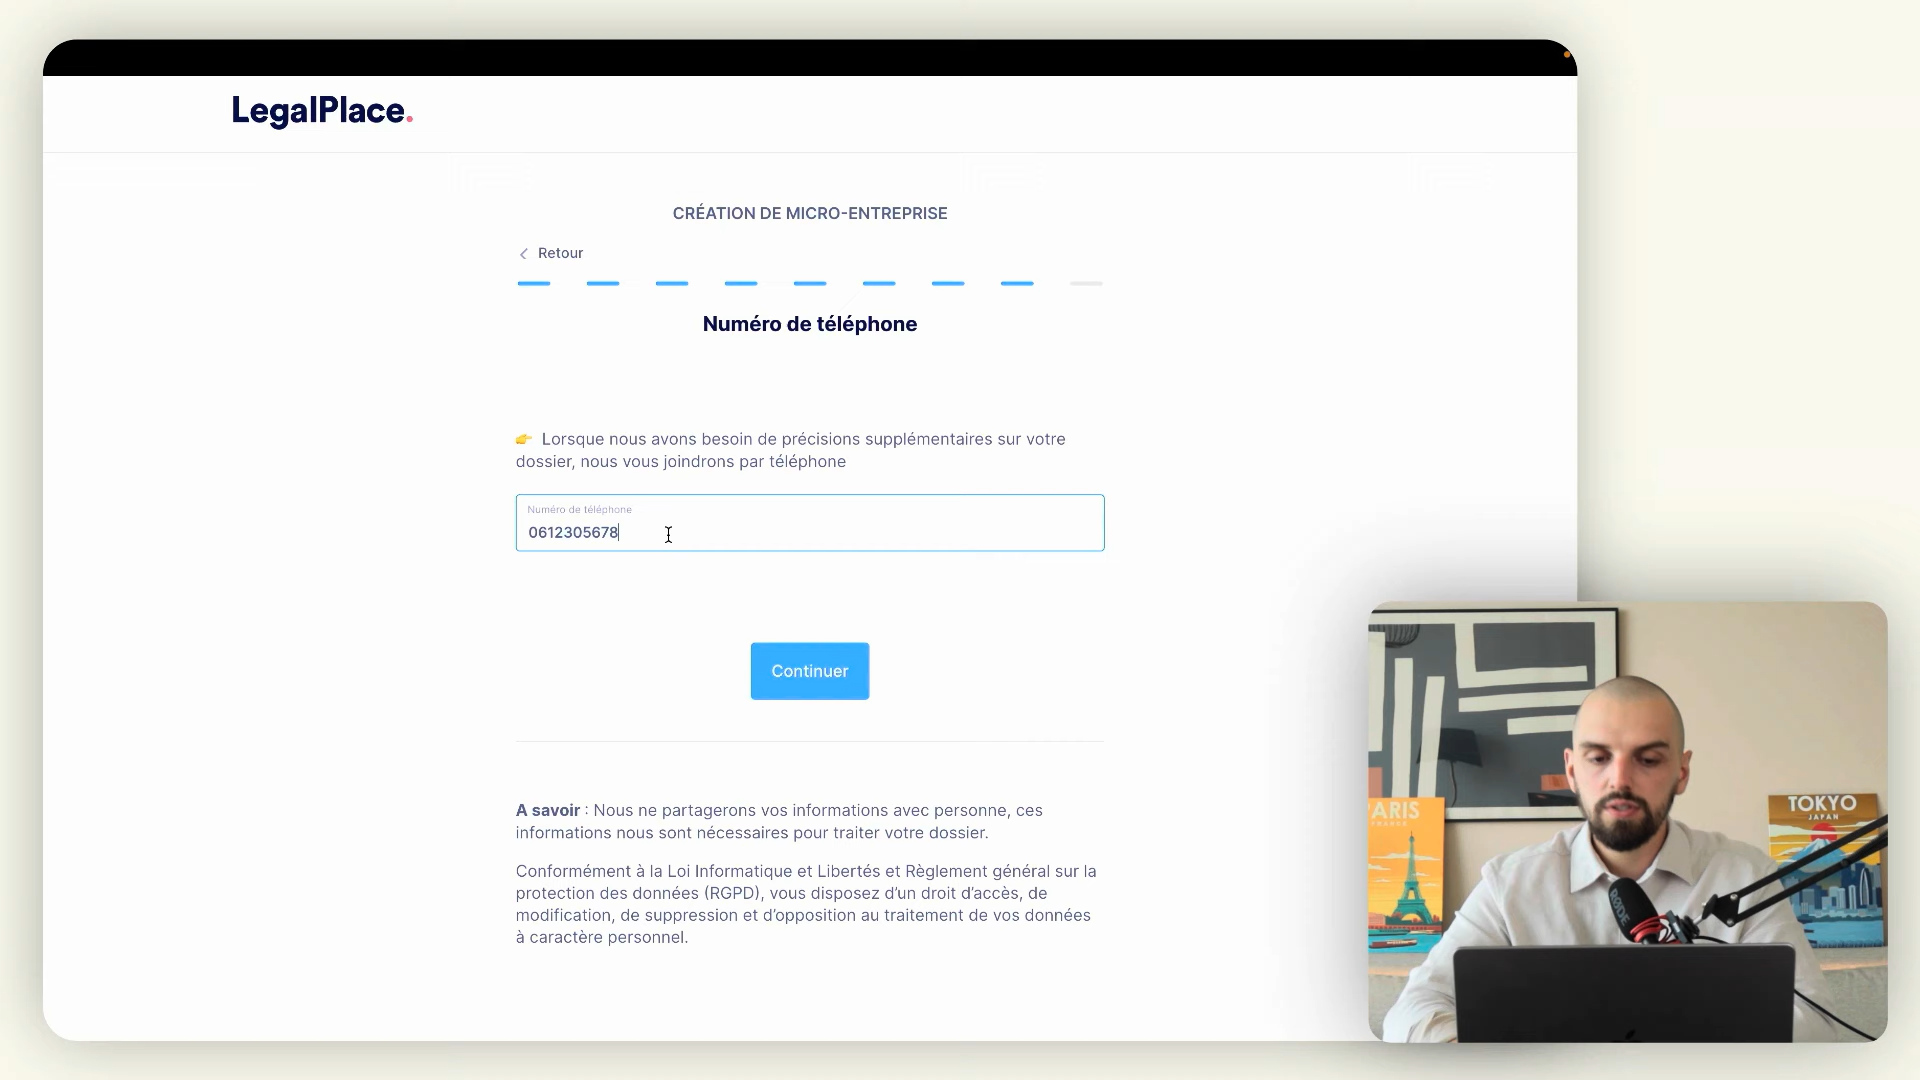 LegalPlace.
CRÉATION DE MICRO-ENTREPRISE
Retour
Numéro de téléphone
👉 Lorsque nous avons besoin de précisions supplémentaires sur votre
dossier, nous vous joindrons par téléphone
Numéro de téléphone
0612305678
Continuer
A savoir : Nous ne partagerons vos informations avec personne, ces
informations nous sont nécessaires pour traiter votre dossier.
Conformément à la Loi Informatique et Libertés et Règlement général sur la
protection des données (RGPD), vous disposez d'un droit d'accès, de
modification, de suppression et d'opposition au traitement de vos données
à caractère personnel.
ARIS
FRANCE
TOKYO
JAPAN
RØDE